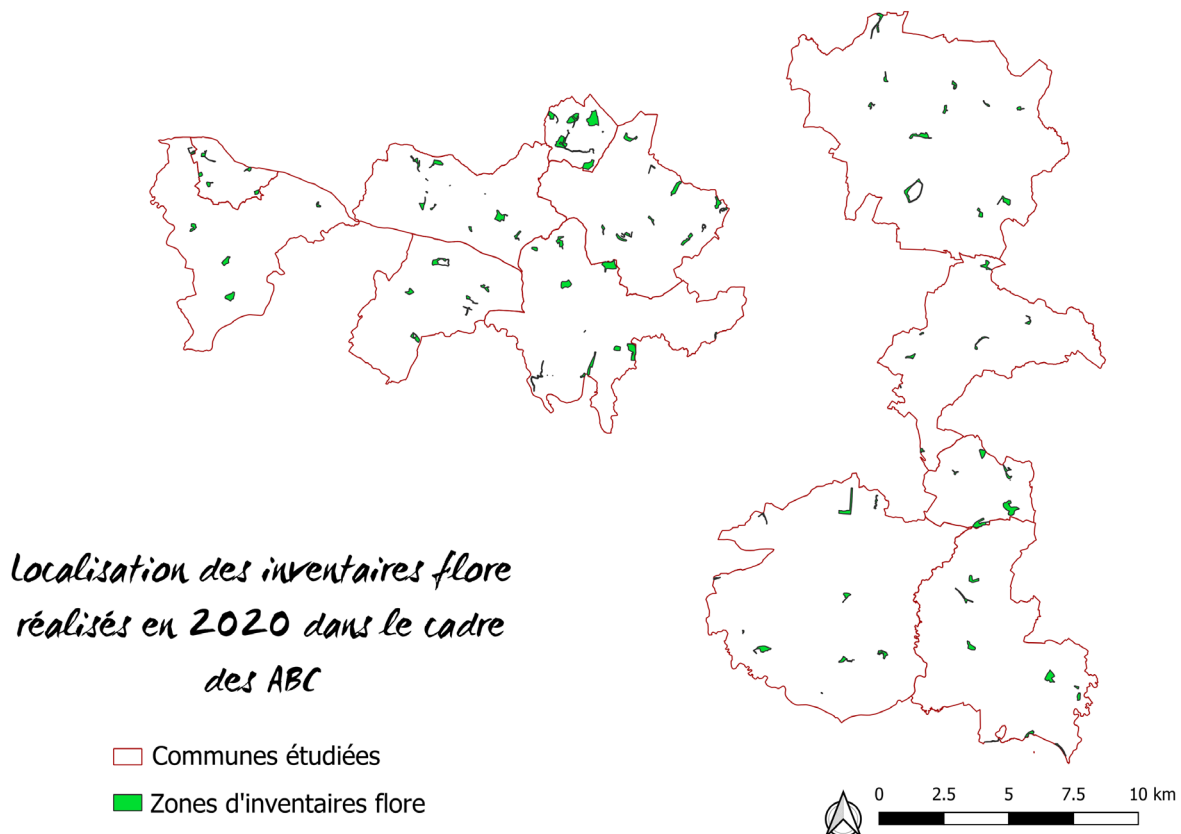 Localisation des inventaires flore
réalisés en 2020 dans le cadre
des ABC
Communes étudiées
Zones d'inventaires flore
0 2.5 5 7.5 10 km